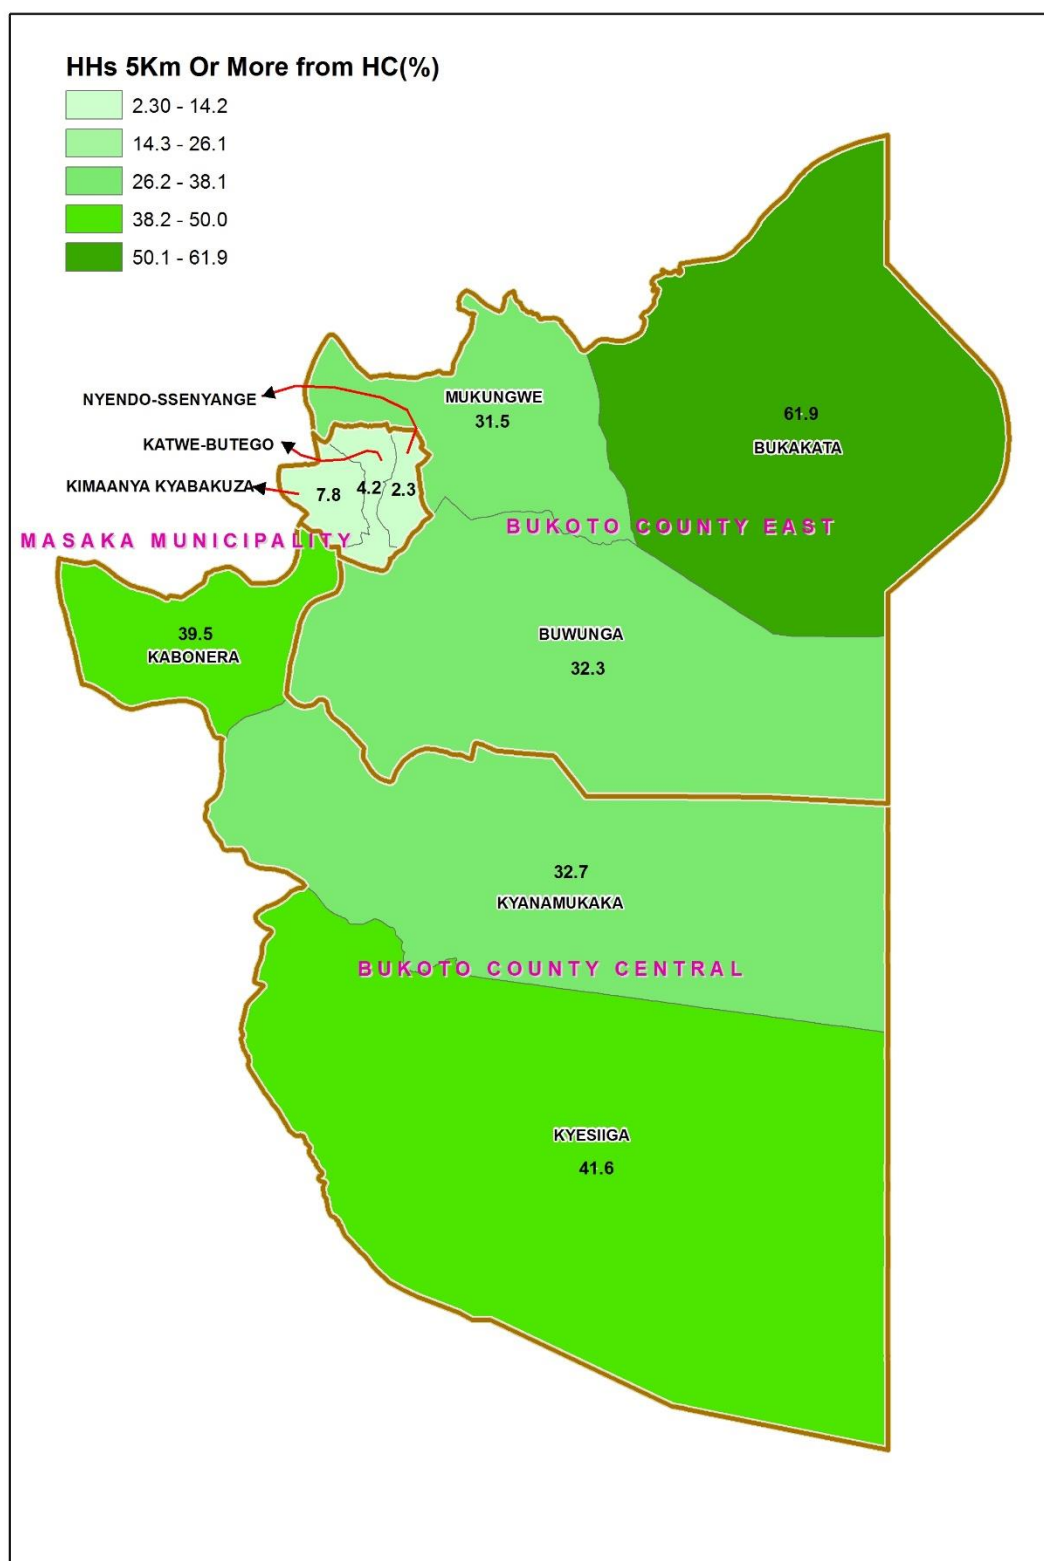 HHs 5Km Or More from HC(%)
2.30 - 14.2
14.3 - 26.1
26.2 - 38.1
38.2 - 50.0
50.1 - 61.9
NYENDO-SSENYANGE
MUKUNGWE
31.5
61.9
BUKAKATA
KATWE-BUTEGO
KIMAANYA KYABAKUZA
7.8
4.2
2.3
MASAKA MUNICIPALITY
BUKOTO COUNTY EAST
39.5
KABONERA
BUWUNGA
32.3
32.7
KYANAMUKAKA
BUKOTO COUNTY CENTRAL
KYESIIGA
41.6